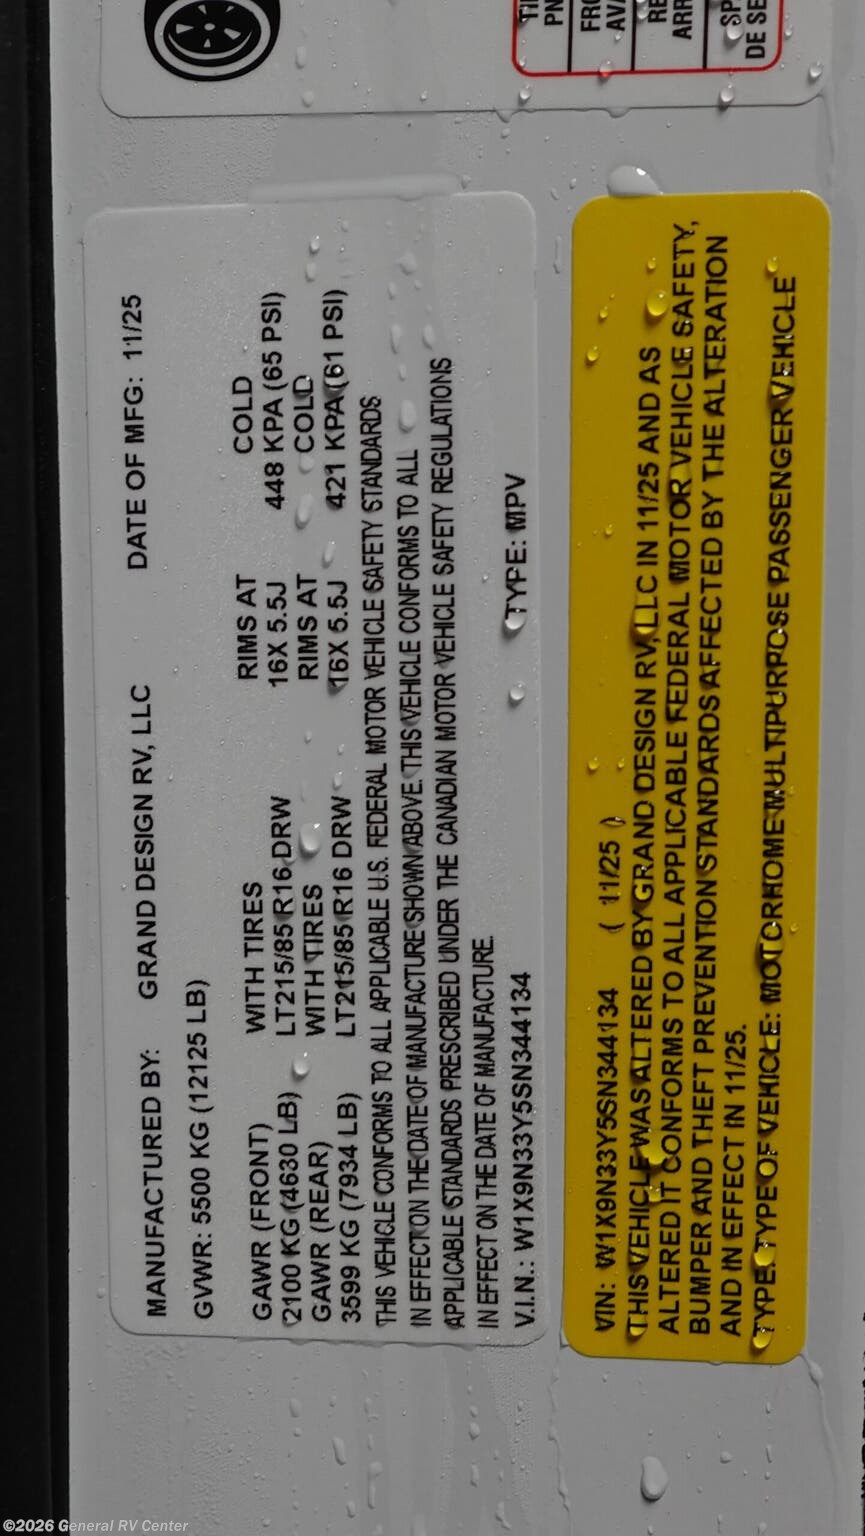 MANUFACTURED BY: GRAND DESIGN RV, LLC DATE OF MFG: 11/25
GVWR: 5500 KG (12125 LB)
GAWR (FRONT) WITH TIRES RIMS AT COLD
2100 KG (4630 LB) LT215/85 R16 DRW 16X 5.5J 448 KPA (65 PSI)
GAWR (REAR) WITH TIRES RIMS AT COLD
3599 KG (7934 LB) LT215/85 R16 DRW 16X 5.5J 421 KPA (61 PSI)
THIS VEHICLE CONFORMS TO ALL APPLICABLE U.S. FEDERAL MOTOR VEHICLE SAFETY STANDARDS
IN EFFECT ON THE DATE OF MANUFACTURE SHOWN ABOVE. THIS VEHICLE CONFORMS TO ALL
APPLICABLE STANDARDS PRESCRIBED UNDER THE CANADIAN MOTOR VEHICLE SAFETY REGULATIONS
IN EFFECT ON THE DATE OF MANUFACTURE.
V.I.N.: W1X9N33Y5SN344134 TYPE: MPV
VIN: W1X9N33Y5SN344134 ( 11/25 )
THIS VEHICLE WAS ALTERED BY GRAND DESIGN RV, LLC IN 11/25 AND AS
ALTERED IT CONFORMS TO ALL APPLICABLE FEDERAL MOTOR VEHICLE SAFETY,
BUMPER AND THEFT PREVENTION STANDARDS AFFECTED BY THE ALTERATION
AND IN EFFECT IN 11/25.
TYPE: TYPE OF VEHICLE: MOTORHOME MULTIPURPOSE PASSENGER VEHICLE
DE SE
©2026 General RV Center